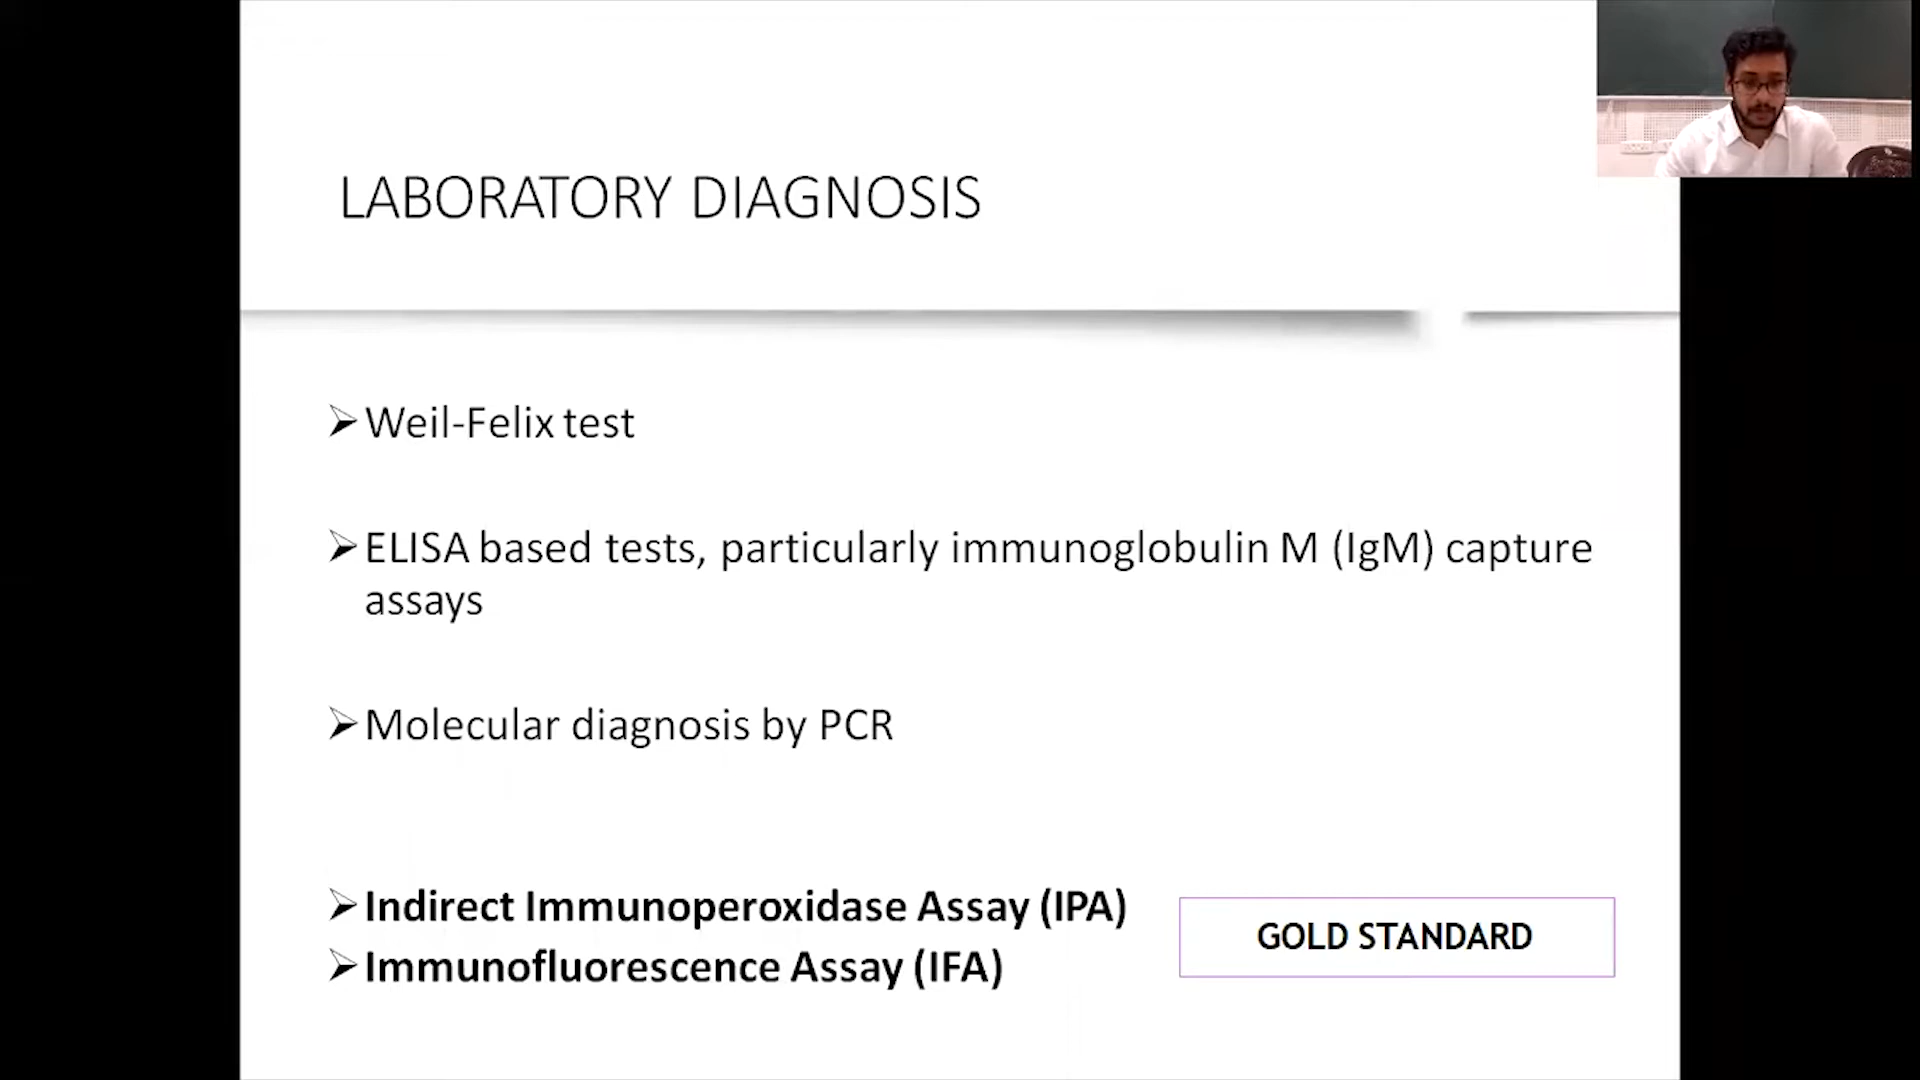 LABORATORY DIAGNOSIS
Weil-Felix test
ELISA based tests, particularly immunoglobulin M (IgM) capture
assays
Molecular diagnosis by PCR
Indirect Immunoperoxidase Assay (IPA)
Immunofluorescence Assay (IFA)
GOLD STANDARD